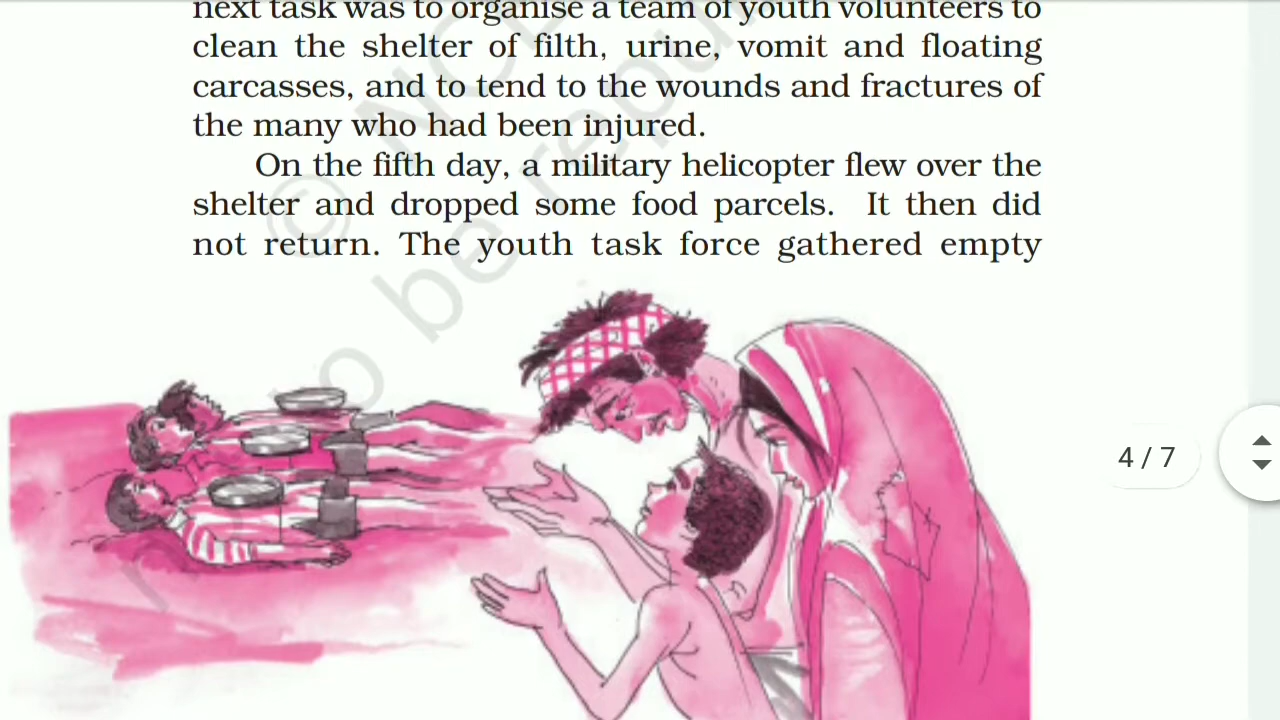 next task was to organise a team of youth volunteers to
clean the shelter of filth, urine, vomit and floating
carcasses, and to tend to the wounds and fractures of
the many who had been injured.
On the fifth day, a military helicopter flew over the
shelter and dropped some food parcels. It then did
not return. The youth task force gathered empty
4 / 7